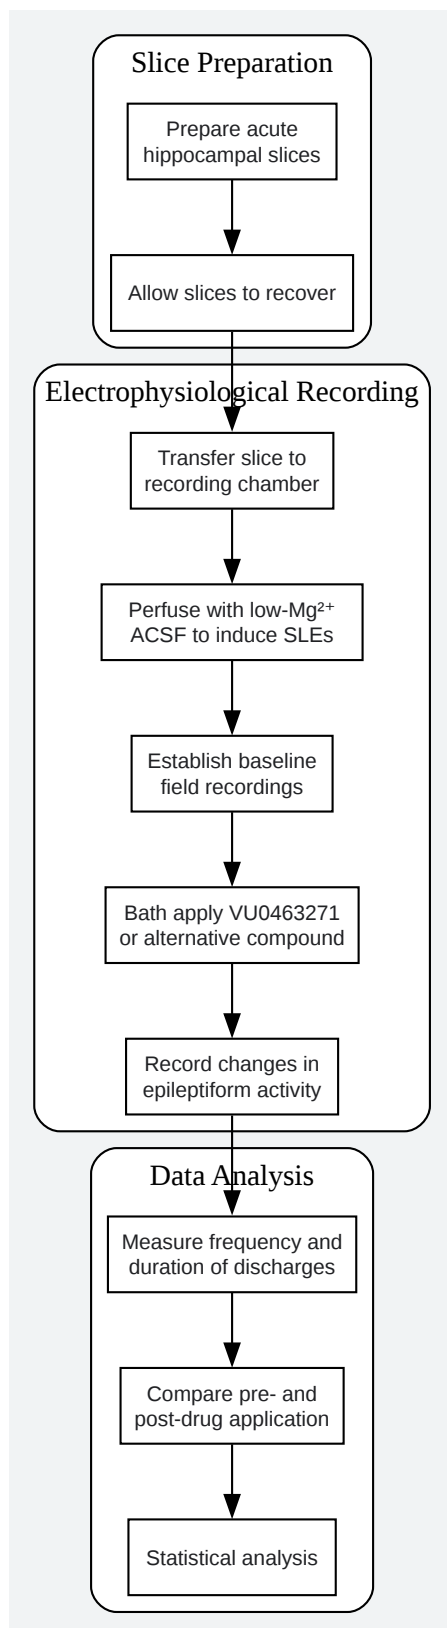 Slice Preparation
Prepare acute
hippocampal slices
Allow slices to recover
Electrophysiological Recording
Transfer slice to
recording chamber
Perfuse with low-Mg²⁺
ACSF to induce SLEs
Establish baseline
field recordings
Bath apply VU0463271
or alternative compound
Record changes in
epileptiform activity
Data Analysis
Measure frequency and
duration of discharges
Compare pre- and
post-drug application
Statistical analysis